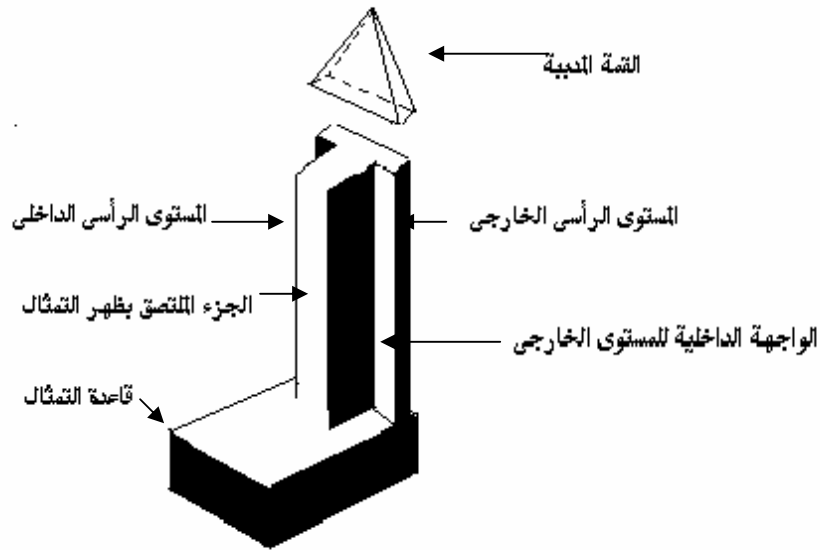 القمة المدببة
المستوى الرأسى الداخلى
المستوى الرأسى الخارجى
الجزء الملتصق بظهر التمثال
الواجهة الداخلية للمستوى الخارجى
قاعدة التمثال